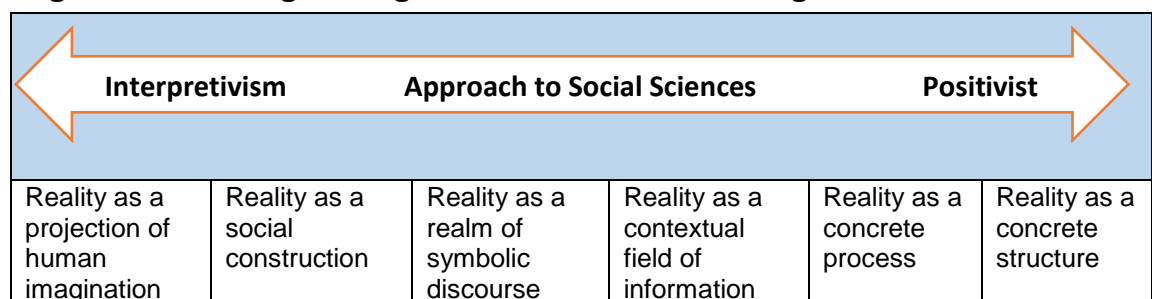 Interpretivism Approach to Social Sciences Positivist
Reality as a projection of human imagination
Reality as a social construction
Reality as a realm of symbolic discourse
Reality as a contextual field of information
Reality as a concrete process
Reality as a concrete structure